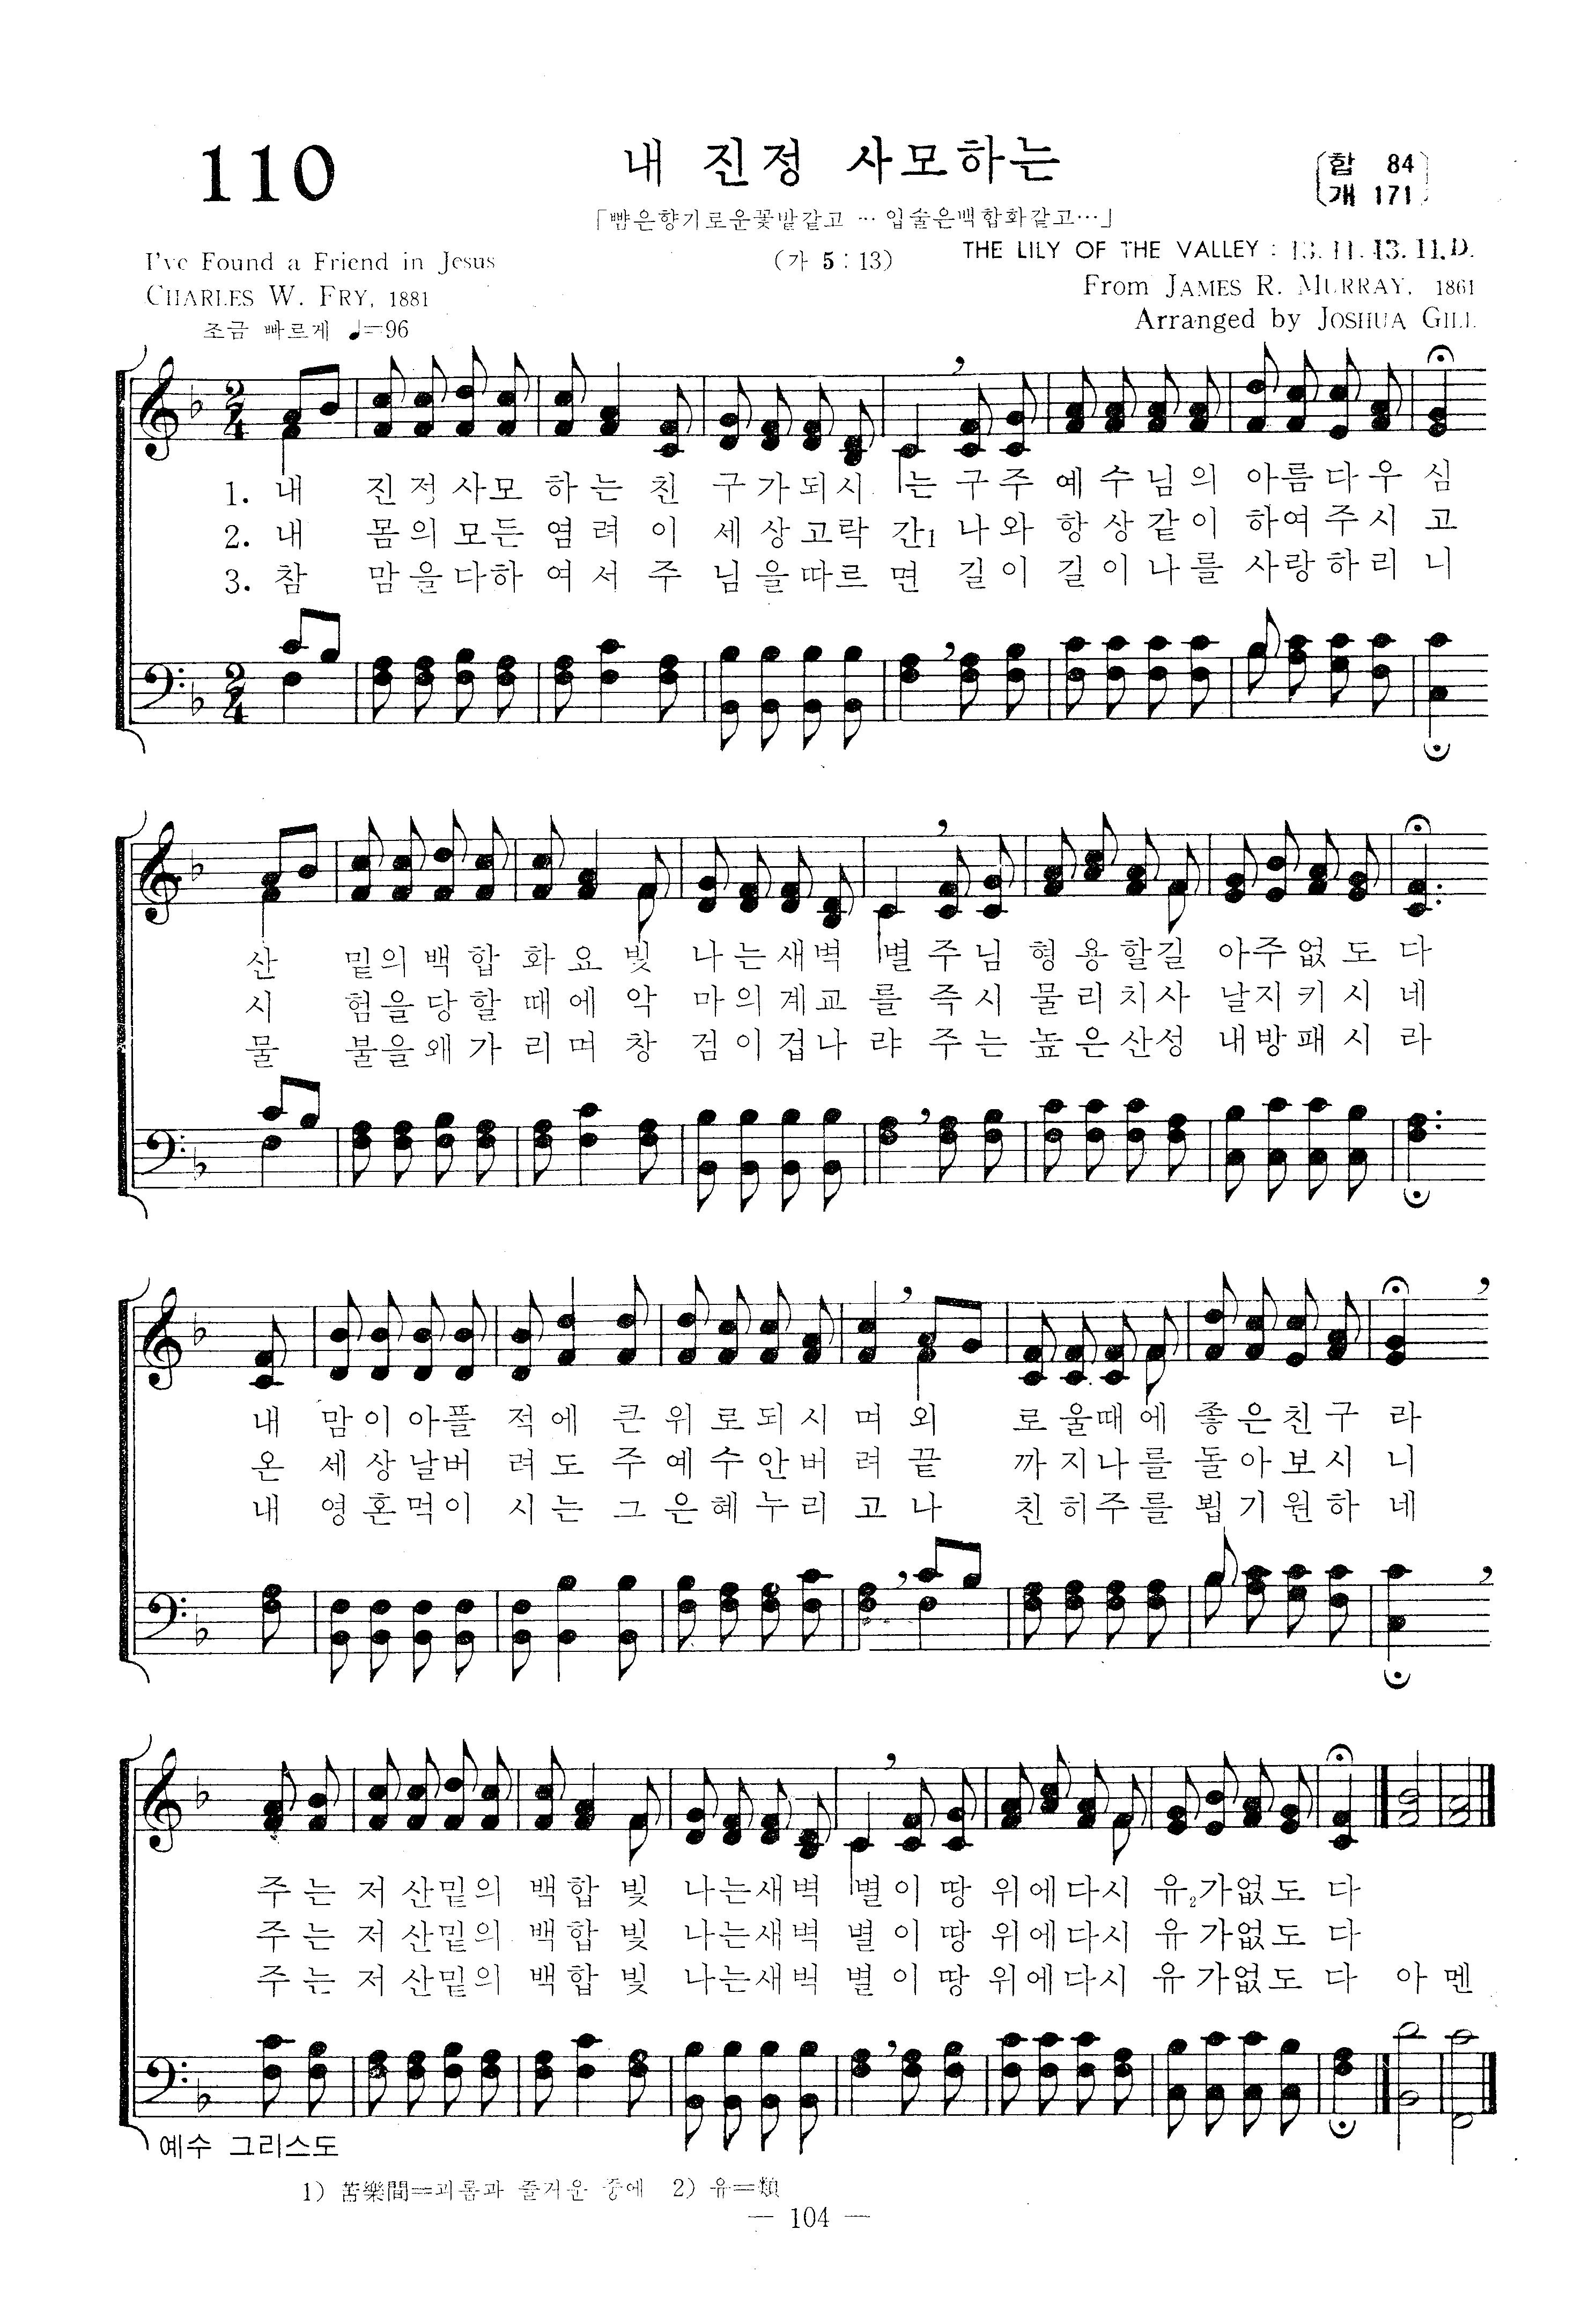 110
내 진정 사모하는
(합 84
개 171)
「뺨은향기로운꽃밭같고 … 입술은백합화같고…」
I've Found a Friend in Jesus
(가 5 : 13)
THE LILY OF THE VALLEY : 13. 11. 13. 11. D.
CHARLES W. FRY, 1881
From JAMES R. MURRAY, 1861
조금 빠르게 ♩=96
Arranged by JOSHUA GILL
1. 내 진정사모 하는 친 구가되시 는구주 예수님의 아름다우 심
2. 내 몸의모든 염려 이 세상고락 간1 나와 항상같이 하여주시 고
3. 참 맘을다하 여서 주 님을따르 면 길이 길이나를 사랑하리 니
산 밑의백합 화요 빛 나는새벽 별주님 형용할길 아주없도 다
시 험을당할 때에 악 마의계교 를 즉시 물리치사 날지키시 네
물 불을왜가 리며 창 검이겁나 랴 주는 높은산성 내방패시 라
내 맘이아플 적에 큰 위로되시 며 외 로울때에 좋은친구 라
온 세상날버 려도 주 예수안버 려 끝 까지나를 돌아보시 니
내 영혼먹이 시는 그 은혜누리 고 나 친히주를 뵙기원하 네
주는 저산밑의 백합 빛 나는새벽 별이땅 위에다시 유2가없도 다
주는 저산밑의 백합 빛 나는새벽 별이땅 위에다시 유가없도 다
주는 저산밑의 백합 빛 나는새벽 별이땅 위에다시 유가없도 다 아 멘
예수 그리스도
1) 苦樂間=괴롭과 즐거운 중에 2) 유=類
— 104 —